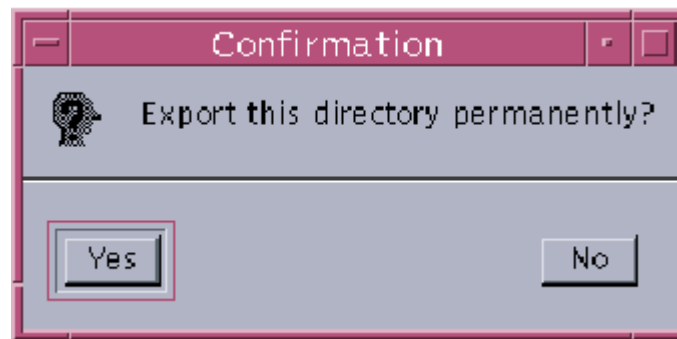 Confirmation
Export this directory permanently?
Yes
No